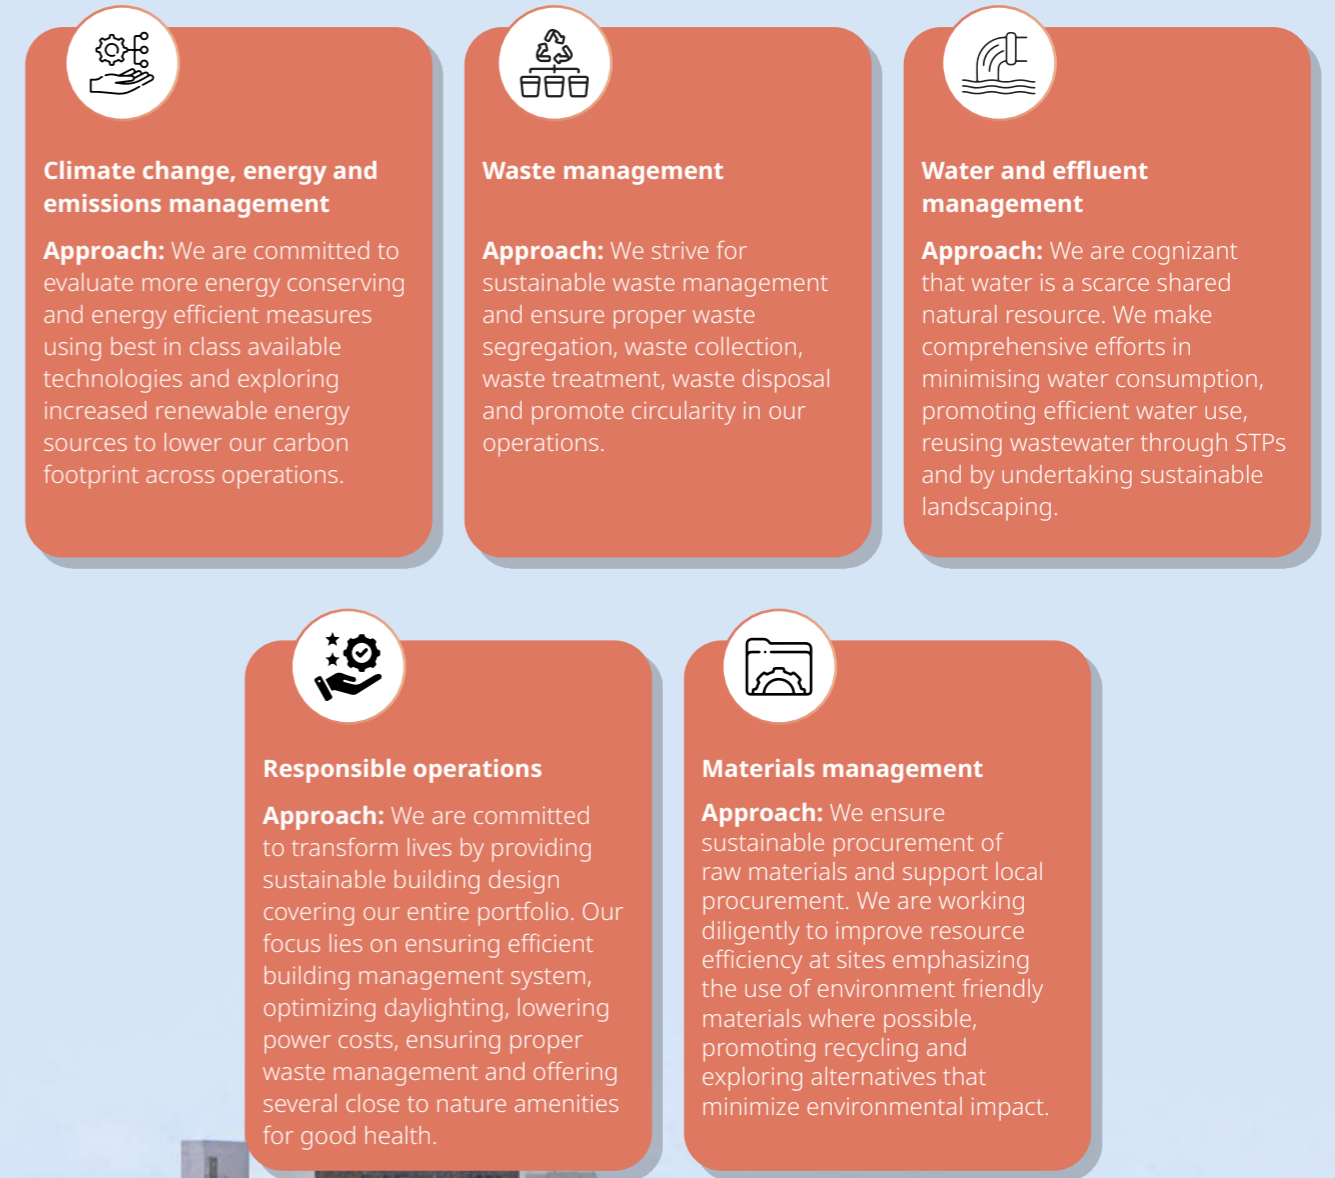 Climate change, energy and
emissions management
Approach: We are committed to
evaluate more energy conserving
and energy efficient measures
using best in class available
technologies and exploring
increased renewable energy
sources to lower our carbon
footprint across operations.
Waste management
Approach: We strive for
sustainable waste management
and ensure proper waste
segregation, waste collection,
waste treatment, waste disposal
and promote circularity in our
operations.
Water and effluent
management
Approach: We are cognizant
that water is a scarce shared
natural resource. We make
comprehensive efforts in
minimising water consumption,
promoting efficient water use,
reusing wastewater through STPs
and by undertaking sustainable
landscaping.
Responsible operations
Approach: We are committed
to transform lives by providing
sustainable building design
covering our entire portfolio. Our
focus lies on ensuring efficient
building management system,
optimizing daylighting, lowering
power costs, ensuring proper
waste management and offering
several close to nature amenities
for good health.
Materials management
Approach: We ensure
sustainable procurement of
raw materials and support local
procurement. We are working
diligently to improve resource
efficiency at sites emphasizing
the use of environment friendly
materials where possible,
promoting recycling and
exploring alternatives that
minimize environmental impact.